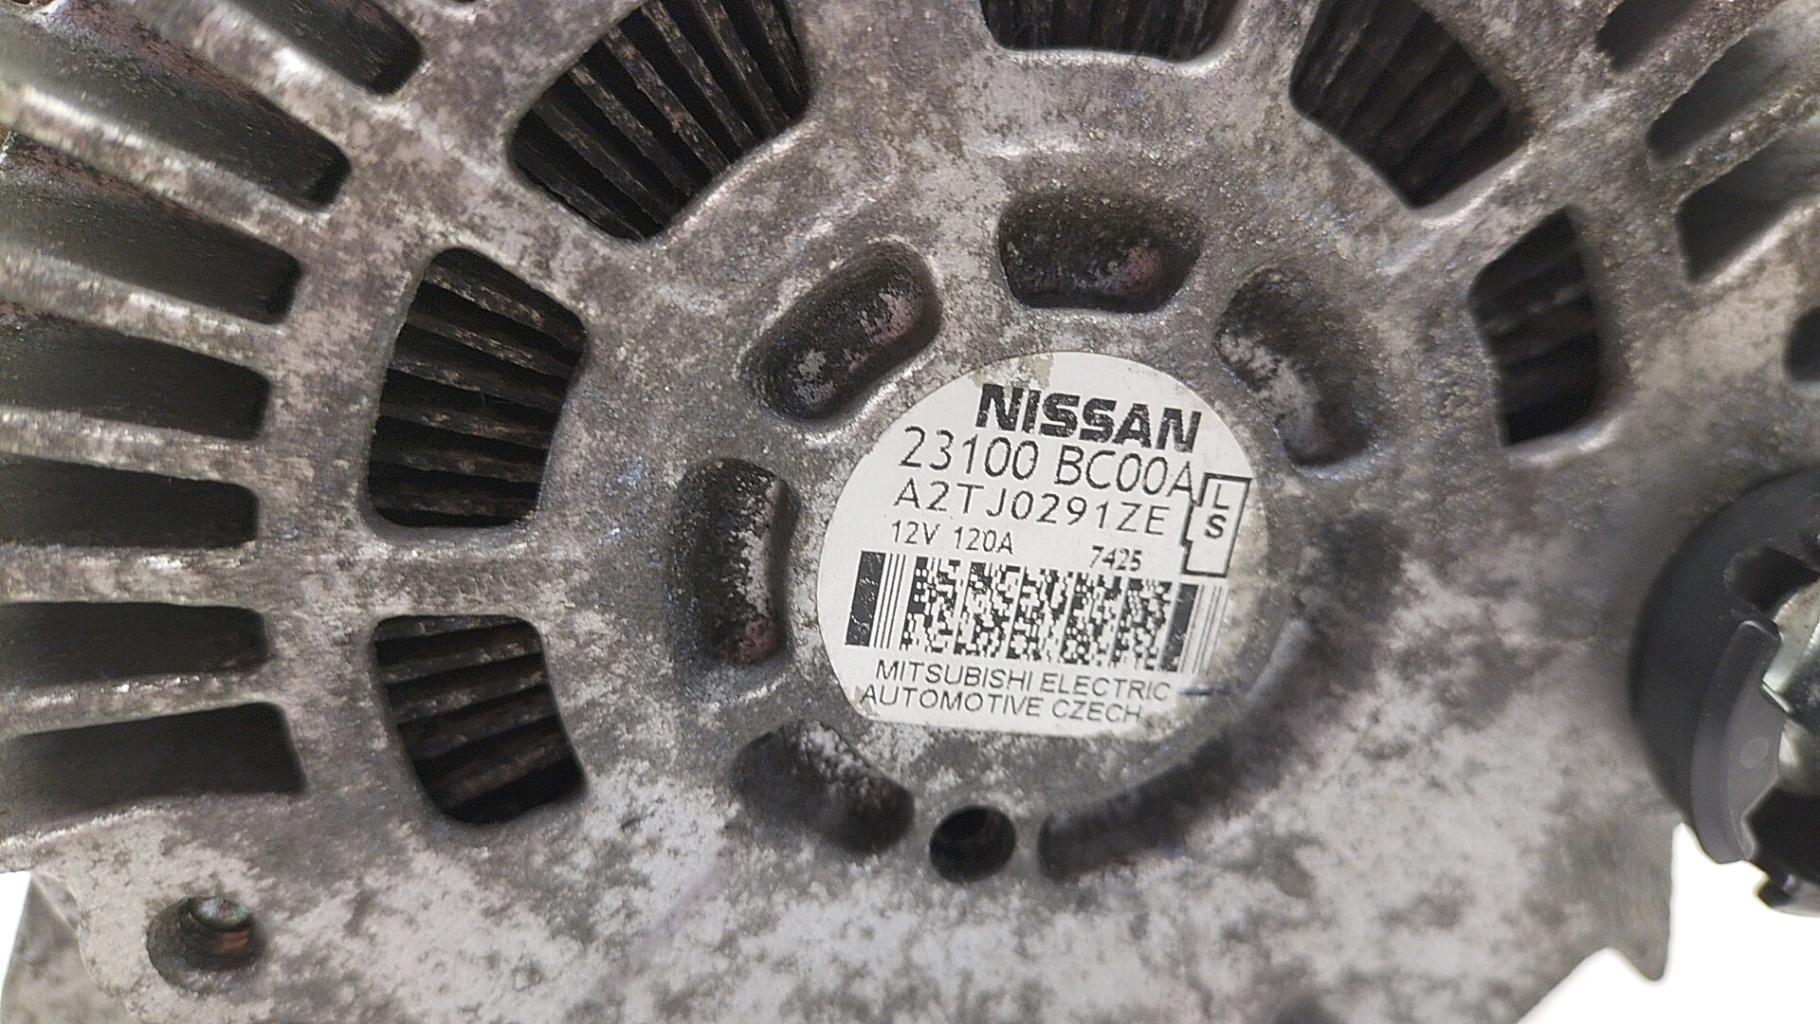 NISSAN
23100 BC00A
A2TJ0291ZE
L
S
12V 120A 7425
MITSUBISHI ELECTRIC
AUTOMOTIVE CZECH